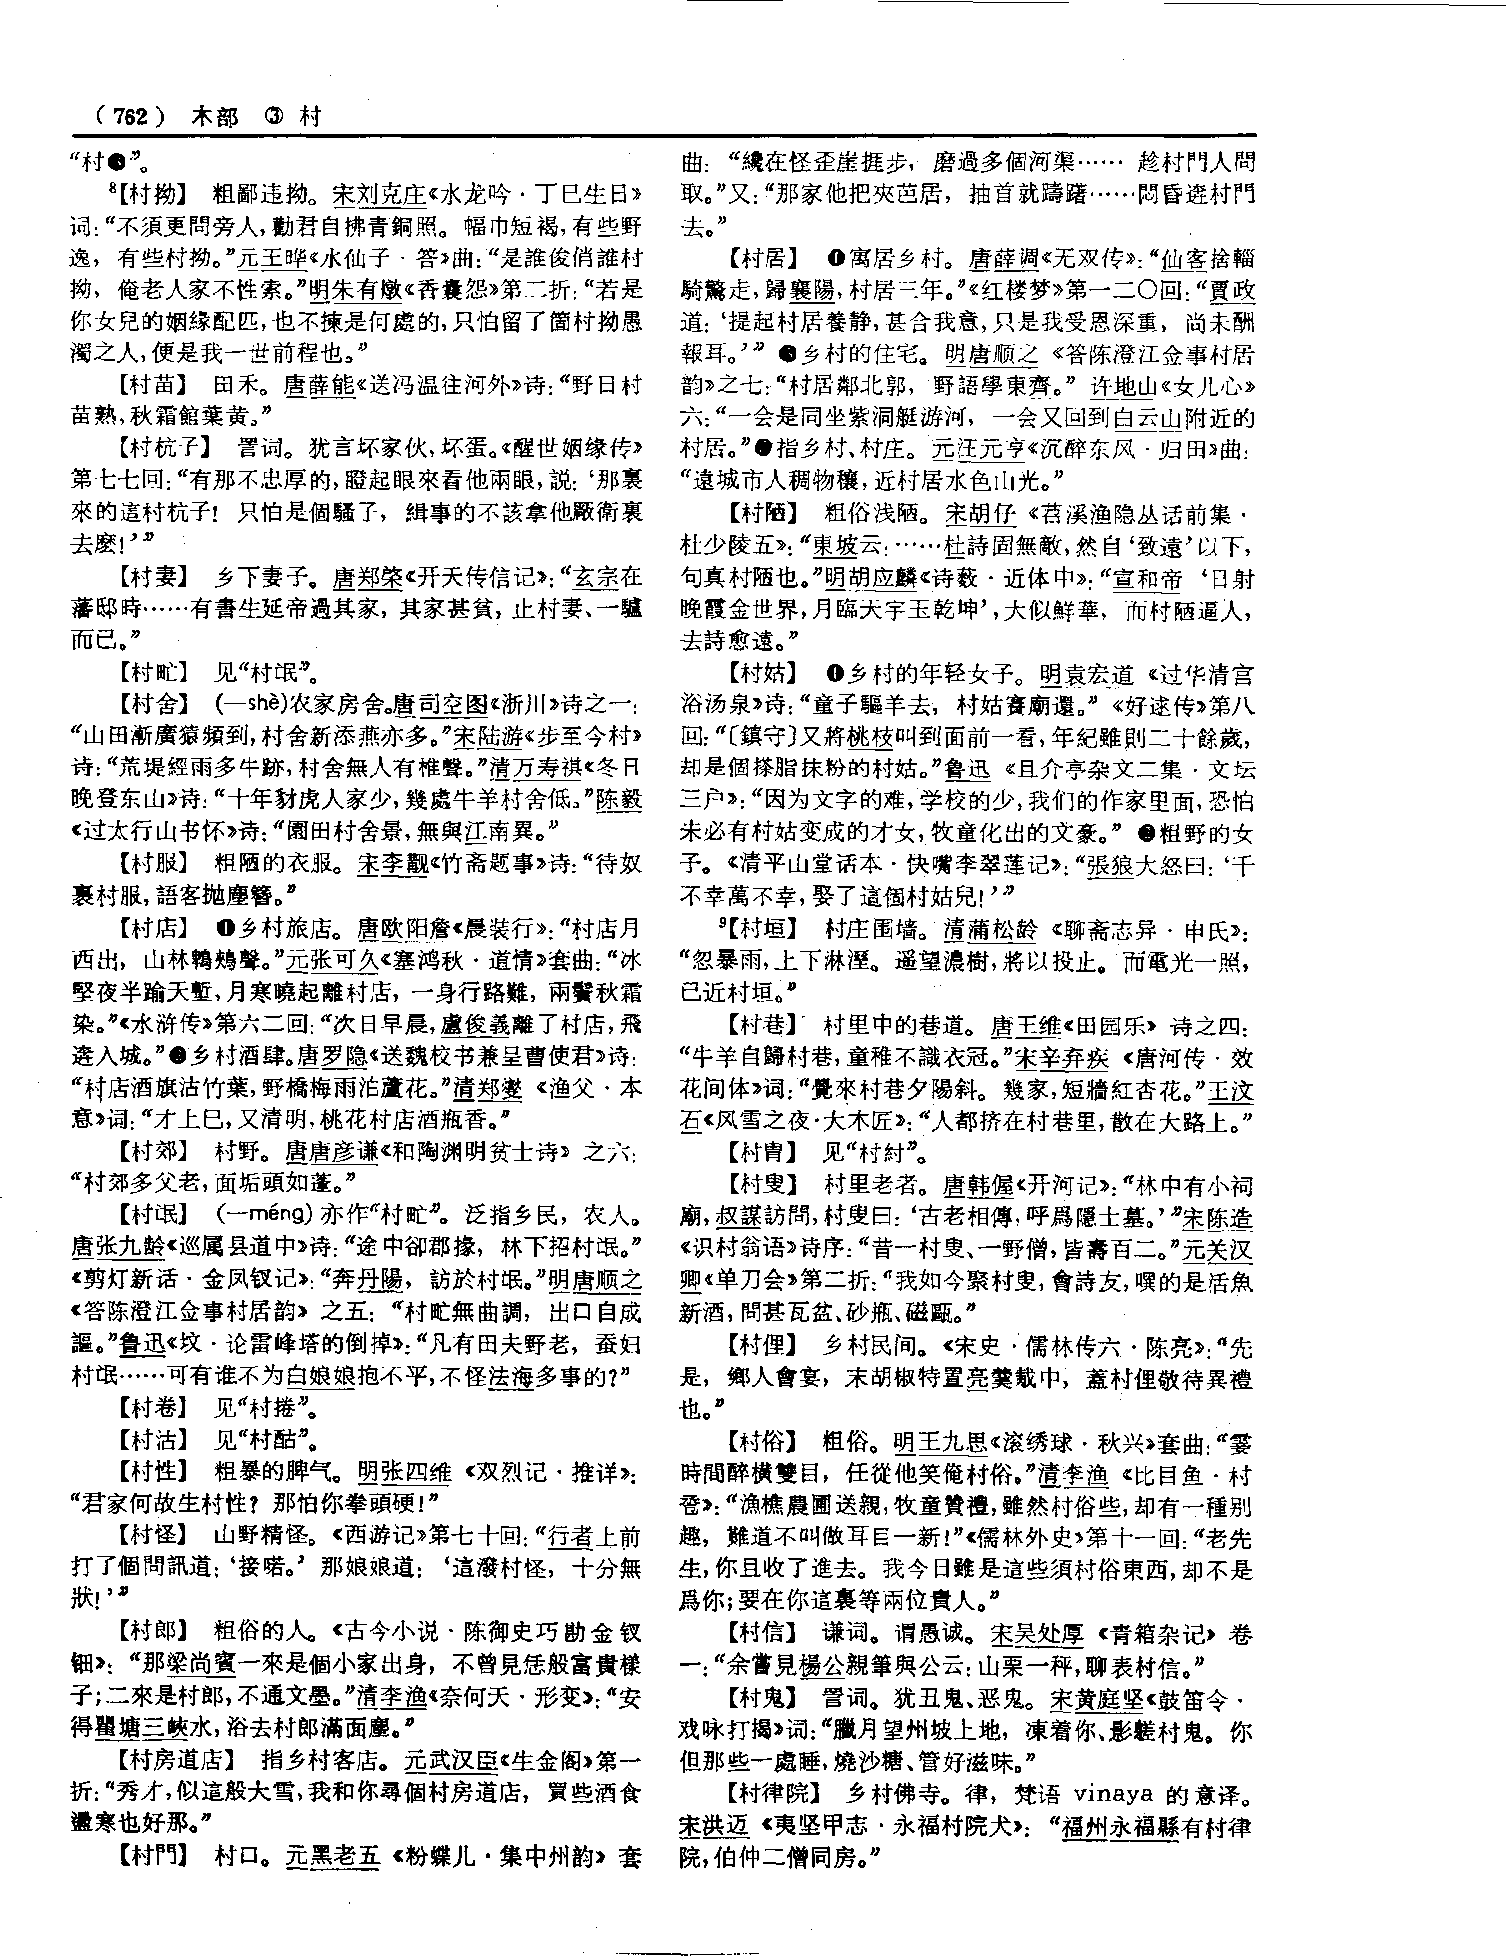 （762） 木部 ③ 村
“村❸”。
⁸【村拗】 粗鄙违拗。宋刘克庄《水龙吟·丁巳生日》
词：“不須更問旁人，勸君自拂青銅照。幅巾短褐，有些野
逸，有些村拗。”元王晔《水仙子·答》曲：“是誰俊俏誰村
拗，俺老人家不性索。”明朱有燉《香囊怨》第二折：“若是
你女兒的姻緣配匹，也不揀是何處的，只怕留了箇村拗愚
濁之人，便是我一世前程也。”
【村苗】 田禾。唐薛能《送冯温往河外》诗：“野日村
苗熟，秋霜館葉黄。”
【村杭子】 詈词。犹言坏家伙，坏蛋。《醒世姻缘传》
第七七回：“有那不忠厚的，瞪起眼來看他兩眼，説：‘那裏
來的這村杭子！只怕是個騷了，緝事的不該拿他厰衛裏
去麽！’”
【村妻】 乡下妻子。唐郑棨《开天传信记》：“玄宗在
藩邸時……有書生延帝過其家，其家甚貧，止村妻、一驢
而已。”
【村甿】 见“村氓”。
【村舍】 （—shè）农家房舍。唐司空图《淅川》诗之一：
“山田漸廣猿頻到，村舍新添燕亦多。”宋陆游《步至今村》
诗：“荒堤經雨多牛跡，村舍無人有椎聲。”清万寿祺《冬日
晚登东山》诗：“十年豺虎人家少，幾處牛羊村舍低。”陈毅
《过太行山书怀》诗：“園田村舍景，無與江南異。”
【村服】 粗陋的衣服。宋李觏《竹斋题事》诗：“待奴
裏村服，語客抛塵簪。”
【村店】 ❶乡村旅店。唐欧阳詹《晨装行》：“村店月
西出，山林鵯鵊聲。”元张可久《塞鸿秋·道情》套曲：“冰
堅夜半踰天塹，月寒曉起離村店，一身行路難，兩鬢秋霜
染。”《水浒传》第六二回：“次日早晨，盧俊義離了村店，飛
逩入城。”❷乡村酒肆。唐罗隐《送魏校书兼呈曹使君》诗：
“村店酒旗沽竹葉，野橋梅雨泊蘆花。”清郑燮《渔父·本
意》词：“才上巳，又清明，桃花村店酒瓶香。”
【村郊】 村野。唐唐彦谦《和陶渊明贫士诗》之六：
“村郊多父老，面垢頭如蓬。”
【村氓】 （—méng）亦作“村甿”。泛指乡民，农人。
唐张九龄《巡属县道中》诗：“途中卻郡掾，林下招村氓。”
《剪灯新话·金凤钗记》：“奔丹陽，訪於村氓。”明唐顺之
《答陈澄江佥事村居韵》之五：“村甿無曲調，出口自成
謳。”鲁迅《坟·论雷峰塔的倒掉》：“凡有田夫野老，蚕妇
村氓……可有谁不为白娘娘抱不平，不怪法海多事的？”
【村卷】 见“村捲”。
【村沽】 见“村酤”。
【村性】 粗暴的脾气。明张四维《双烈记·推详》：
“君家何故生村性？那怕你拳頭硬！”
【村怪】 山野精怪。《西游记》第七十回：“行者上前
打了個問訊道：‘接喏。’那娘娘道：‘這潑村怪，十分無
狀！’”
【村郎】 粗俗的人。《古今小说·陈御史巧勘金钗
钿》：“那梁尚賓一來是個小家出身，不曾見恁般富貴樣
子；二來是村郎，不通文墨。”清李渔《奈何天·形变》：“安
得瞿塘三峽水，浴去村郎滿面塵。”
【村房道店】 指乡村客店。元武汉臣《生金阁》第一
折：“秀才，似這般大雪，我和你尋個村房道店，買些酒食
盪寒也好那。”
【村門】 村口。元黑老五《粉蝶儿·集中州韵》套
曲：“纔在怪歪崖捱步，磨過多個河渠…… 趁村門人問
取。”又：“那家他把夾芭居，抽首就躊躇……悶昏迷村門
去。”
【村居】 ❶寓居乡村。唐薛调《无双传》：“仙客捨輜
騎驚走，歸襄陽，村居三年。”《红楼梦》第一二〇回：“賈政
道：‘提起村居養静，甚合我意，只是我受恩深重，尚未酬
報耳。’” ❷乡村的住宅。明唐顺之《答陈澄江佥事村居
韵》之七：“村居鄰北郭，野語學東齊。” 许地山《女儿心》
六：“一会是同坐紫洞艇游河，一会又回到白云山附近的
村居。”❸指乡村、村庄。元汪元亨《沉醉东风·归田》曲：
“遠城市人稠物穰，近村居水色山光。”
【村陋】 粗俗浅陋。宋胡仔《苕溪渔隐丛话前集·
杜少陵五》：“東坡云：……杜詩固無敵，然自‘致遠’以下，
句真村陋也。”明胡应麟《诗薮·近体中》：“宣和帝‘日射
晚霞金世界，月臨天宇玉乾坤’，大似鮮華，而村陋逼人，
去詩愈遠。”
【村姑】 ❶乡村的年轻女子。明袁宏道《过华清宫
浴汤泉》诗：“童子驅羊去，村姑賽廟還。”《好逑传》第八
回：“〔鎮守〕又將桃枝叫到面前一看，年紀雖則二十餘歲，
却是個搽脂抹粉的村姑。”鲁迅《且介亭杂文二集·文坛
三户》：“因为文字的难，学校的少，我们的作家里面，恐怕
未必有村姑变成的才女，牧童化出的文豪。” ❷粗野的女
子。《清平山堂话本·快嘴李翠莲记》：“張狼大怒曰：‘千
不幸萬不幸，娶了這個村姑兒！’”
⁹【村垣】 村庄围墙。清蒲松龄《聊斋志异·申氏》：
“忽暴雨，上下淋溼。遥望濃樹，將以投止。而電光一照，
已近村垣。”
【村巷】 村里中的巷道。唐王维《田园乐》诗之四：
“牛羊自歸村巷，童稚不識衣冠。”宋辛弃疾《唐河传·效
花间体》词：“覺來村巷夕陽斜。幾家，短牆紅杏花。”王汶
石《风雪之夜·大木匠》：“人都挤在村巷里，散在大路上。”
【村胄】 见“村紂”。
【村叟】 村里老者。唐韩偓《开河记》：“林中有小祠
廟，叔謀訪問，村叟曰：‘古老相傳，呼爲隱士墓。’”宋陈造
《识村翁语》诗序：“昔一村叟、一野僧，皆壽百二。”元关汉
卿《单刀会》第二折：“我如今聚村叟，會詩友，噀的是活魚
新酒，問甚瓦盆、砂瓶、磁甌。”
【村俚】 乡村民间。《宋史·儒林传六·陈亮》：“先
是，鄉人會宴，末胡椒特置亮羹胾中，蓋村俚敬待異禮
也。”
【村俗】 粗俗。明王九思《滚绣球·秋兴》套曲：“霎
時間醉橫雙目，任從他笑俺村俗。”清李渔《比目鱼·村
卺》：“漁樵農圃送親，牧童贊禮，雖然村俗些，却有一種别
趣，難道不叫做耳目一新！”《儒林外史》第十一回：“老先
生，你且收了進去。我今日雖是這些須村俗東西，却不是
爲你；要在你這裏等兩位貴人。”
【村信】 谦词。谓愚诚。宋吴处厚《青箱杂记》卷
一：“余嘗見楊公親筆與公云：山栗一秤，聊表村信。”
【村鬼】 詈词。犹丑鬼、恶鬼。宋黄庭坚《鼓笛令·
戏咏打揭》词：“臘月望州坡上地，凍着你、影䠂村鬼。你
但那些一處睡，燒沙糖、管好滋味。”
【村律院】 乡村佛寺。律，梵语 vinaya 的意译。
宋洪迈《夷坚甲志·永福村院犬》：“福州永福縣有村律
院，伯仲二僧同房。”